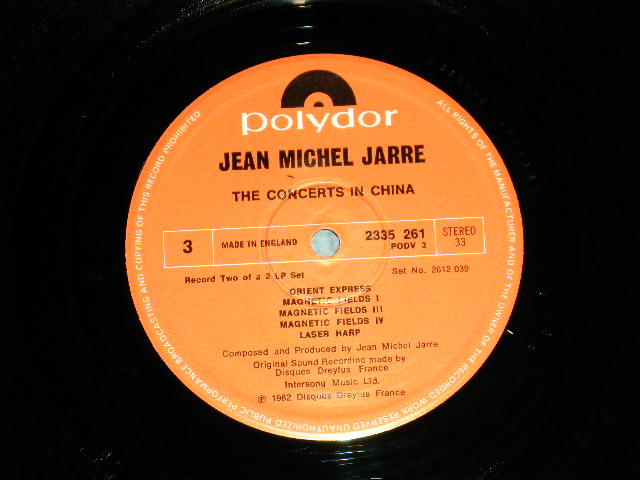 polydor
JEAN MICHEL JARRE
THE CONCERTS IN CHINA
3
MADE IN ENGLAND
2335 261
PODV 3
STEREO
33
Record Two of a 2 LP Set
Set No. 2612 039
ORIENT EXPRESS
MAGNETIC FIELDS I
MAGNETIC FIELDS III
MAGNETIC FIELDS IV
LASER HARP
Composed and Produced by Jean Michel Jarre
Original Sound Recording made by
Disques Dreyfus France
Intersong Music Ltd.
℗ 1982 Disques Dreyfus France
ALL RIGHTS OF THE MANUFACTURER AND OF THE OWNER OF THE RECORDED WORK RESERVED UNAUTHORIZED PUBLIC PERFORMANCE BROADCASTING AND COPYING OF THIS RECORD PROHIBITED